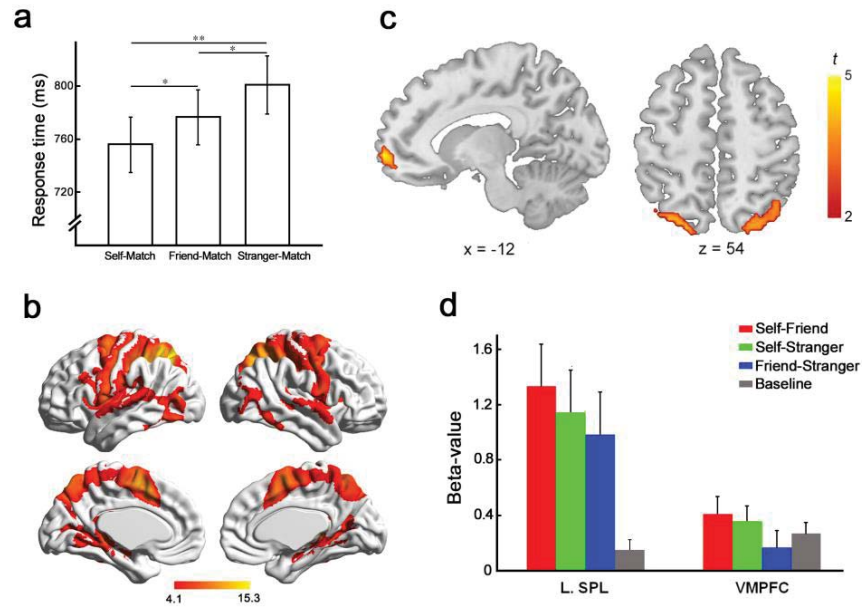 a
**
*
*
Response time (ms)
800
760
720
Self-Match
Friend-Match
Stranger-Match
b
4.1
15.3
c
t
5
2
x = -12
z = 54
d
Self-Friend
Self-Stranger
Friend-Stranger
Baseline
Beta-value
1.6
1.2
0.8
0.4
0
L. SPL
VMPFC